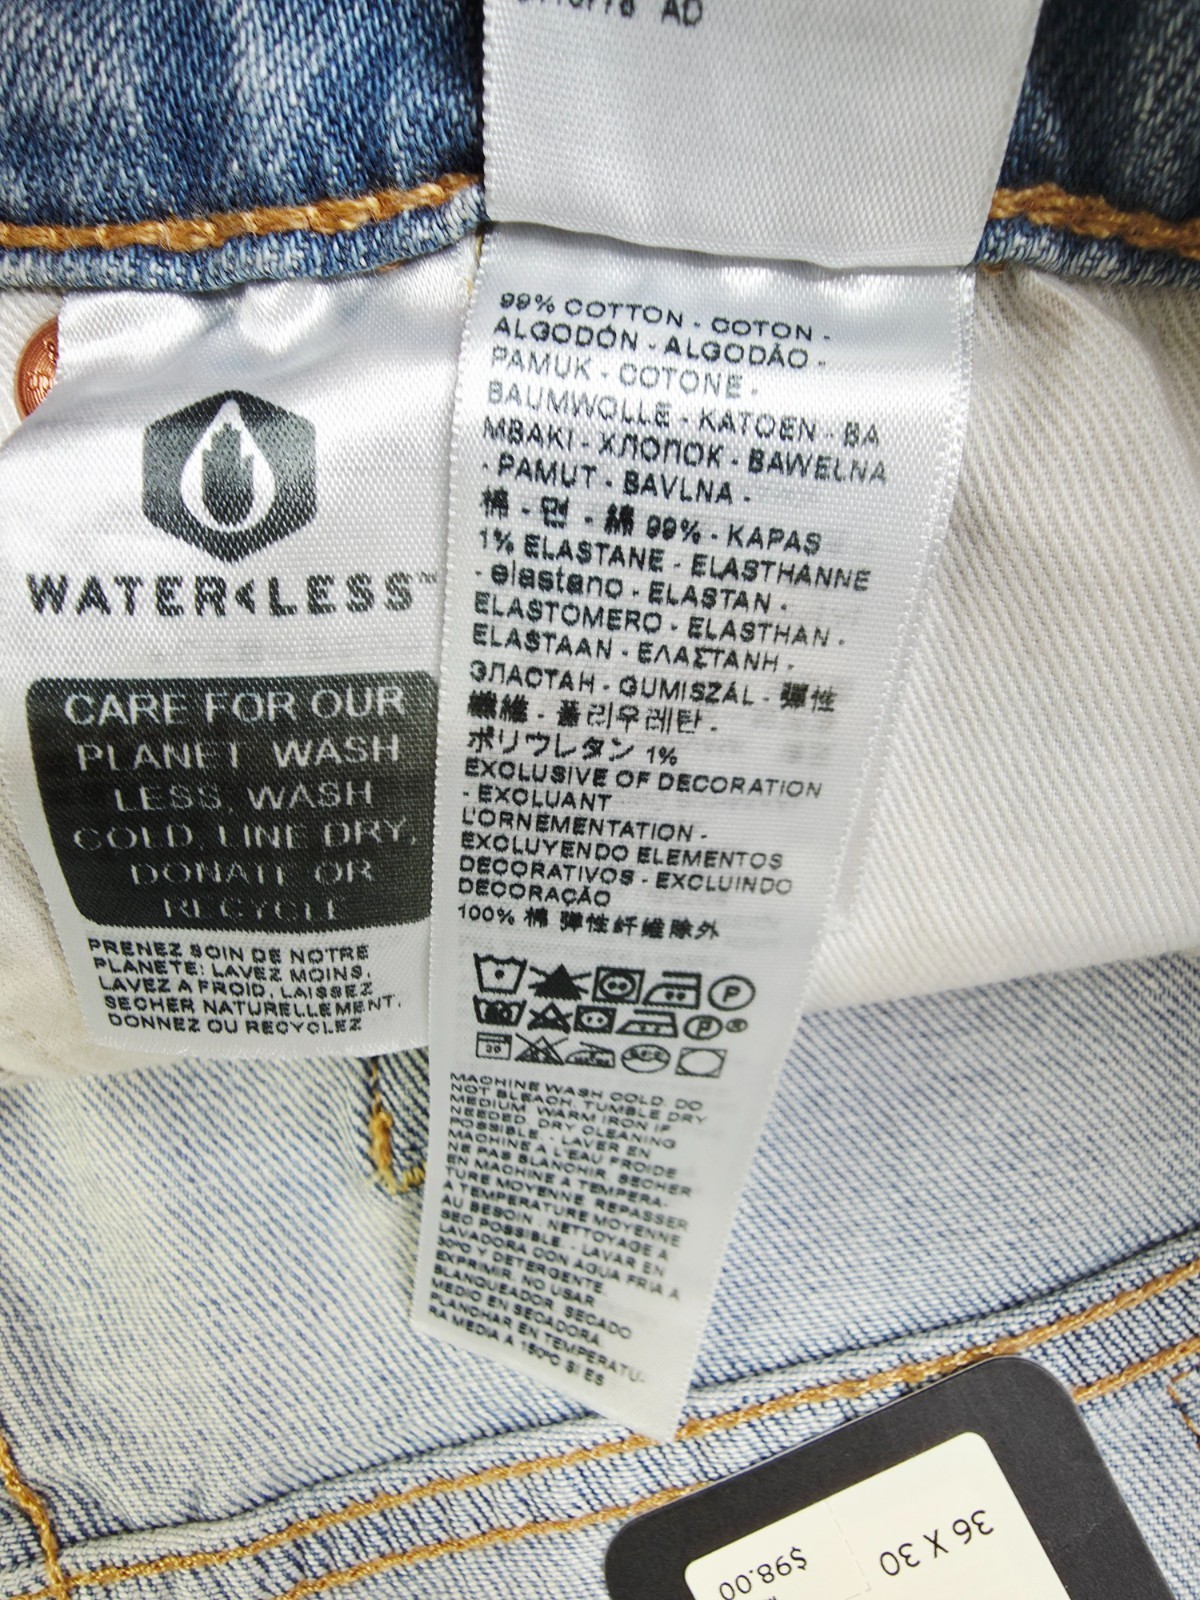 AD
WATER<LESS™
CARE FOR OUR
PLANET. WASH
LESS, WASH
COLD, LINE DRY,
DONATE OR
RECYCLE
PRENEZ SOIN DE NOTRE
PLANETE: LAVEZ MOINS,
LAVEZ A FROID, LAISSEZ
SECHER NATURELLEMENT,
DONNEZ OU RECYCLEZ
99% COTTON - COTON -
ALGODÓN - ALGODÃO -
PAMUK - COTONE -
BAUMWOLLE - KATOEN - BA
MBAKI - ХЛОПОК - BAWEŁNA
- PAMUT - BAVLNA -
棉 - 면 - 綿 99% - KAPAS
1% ELASTANE - ELASTHANNE
- elastano - ELASTAN -
ELASTOMERO - ELASTHAN -
ELASTAAN - ΕΛΑΣΤΑΝΗ -
ЭЛАСТАН - GUMISZÁL - 彈性
纖維 - 폴리우레탄 -
ポリウレタン 1%
EXCLUSIVE OF DECORATION
- EXCLUANT
L'ORNEMENTATION -
EXCLUYENDO ELEMENTOS
DECORATIVOS - EXCLUINDO
DECORAÇÃO
100% 棉 彈性纤维除外
P
P
30
MACHINE WASH COLD. DO
NOT BLEACH. TUMBLE DRY
MEDIUM. WARM IRON IF
NEEDED. DRY CLEANING
POSSIBLE. - LAVER EN
MACHINE A L'EAU FROIDE
NE PAS BLANCHIR. SECHER
EN MACHINE A TEMPERA-
TURE MOYENNE. REPASSER
A TEMPERATURE MOYENNE
AU BESOIN. NETTOYAGE A
SEC POSSIBLE. - LAVAR EN
LAVADORA CON AGUA FRIA A
30ºC Y DETERGENTE.
EXPRIMIR. NO USAR
BLANQUEADOR. SECADO
MEDIO EN SECADORA.
PLANCHAR EN TEMPERATU-
RA MEDIA A 150ºC SI ES
36 X 30
$98.00